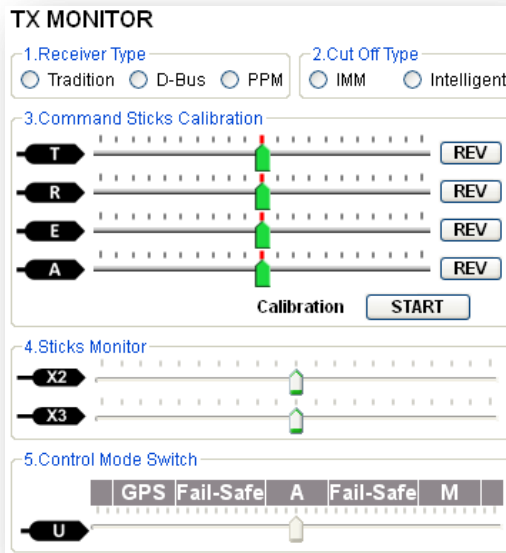 TX MONITOR
1.Receiver Type
Tradition D-Bus PPM
2.Cut Off Type
IMM Intelligent
3.Command Sticks Calibration
T REV
R REV
E REV
A REV
Calibration START
4.Sticks Monitor
X2
X3
5.Control Mode Switch
GPS Fail-Safe A Fail-Safe M
U